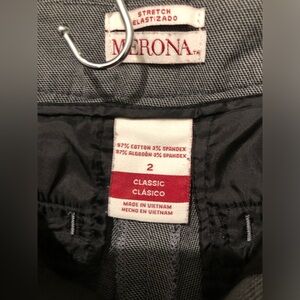 STRETCH
ELASTIZADO
MERONA™
97% COTTON 3% SPANDEX
97% ALGODÓN 3% SPANDEX
2
CLASSIC
CLÁSICO
MADE IN VIETNAM
HECHO EN VIETNAM